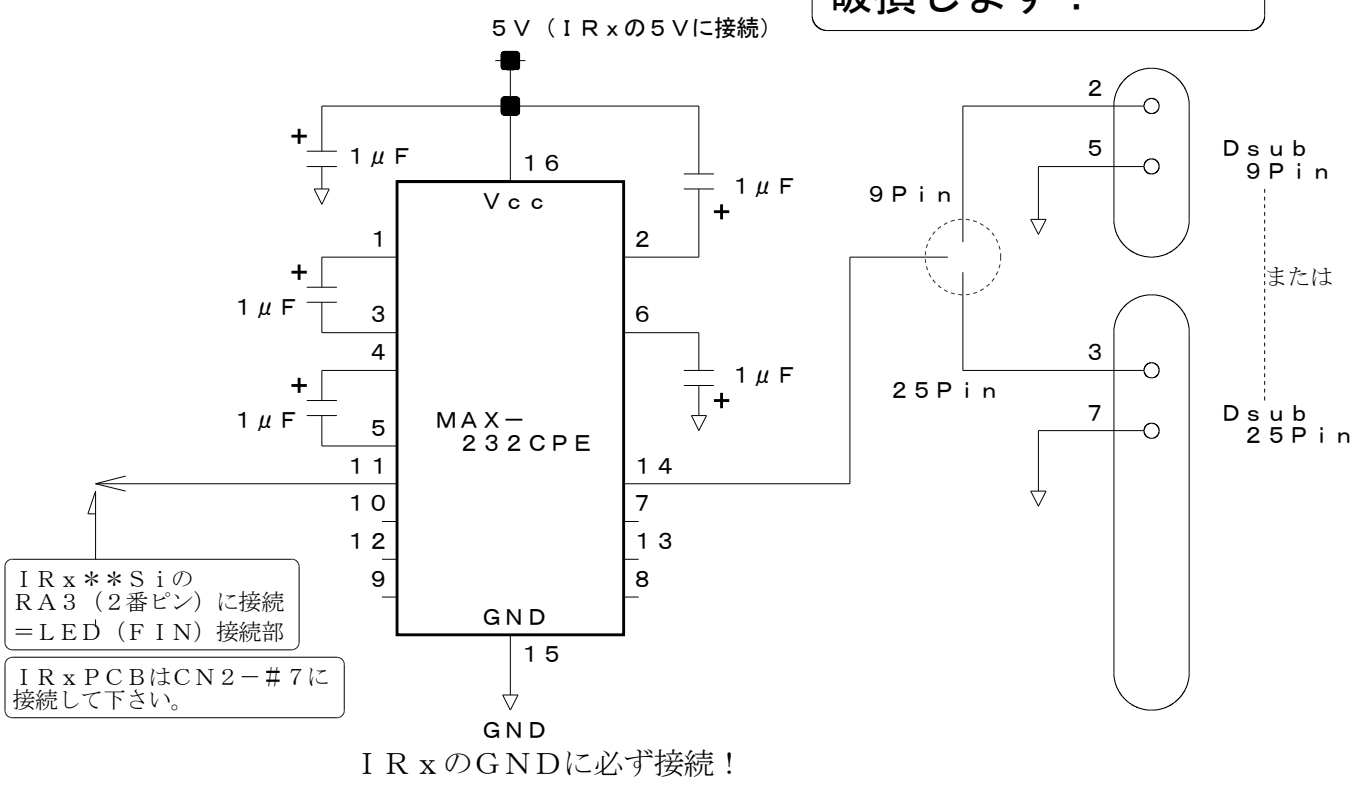 破損します！
５Ｖ（ＩＲｘの５Ｖに接続）
＋
１μＦ
１６
１μＦ
＋
Ｖｃｃ
１
２
＋
１μＦ
３
６
４
＋
１μＦ
＋
１μＦ
５
ＭＡＸ－
２３２ＣＰＥ
１１
１４
１０
７
１２
１３
９
８
ＧＮＤ
１５
ＧＮＤ
ＩＲｘのＧＮＤに必ず接続！
ＩＲｘ＊＊Ｓｉの
ＲＡ３（２番ピン）に接続
＝ＬＥＤ（ＦＩＮ）接続部
ＩＲｘＰＣＢはＣＮ２－＃７に
接続して下さい。
９Ｐｉｎ
２５Ｐｉｎ
２
５
Ｄｓｕｂ
９Ｐｉｎ
または
３
７
Ｄｓｕｂ
２５Ｐｉｎ